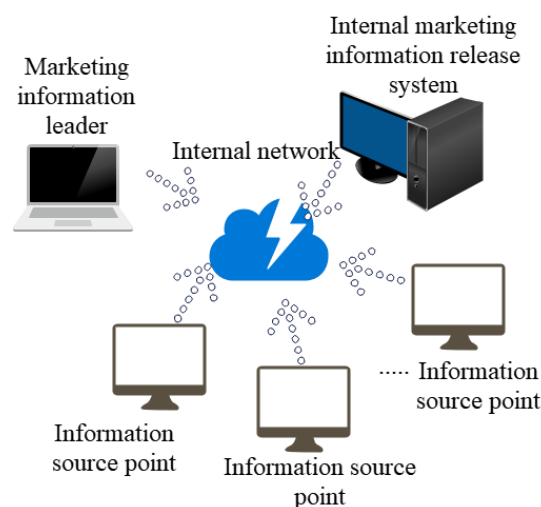 Internal marketing
information release
system
Marketing
information
leader
Internal network
..... Information
source point
Information
source point
Information source
point